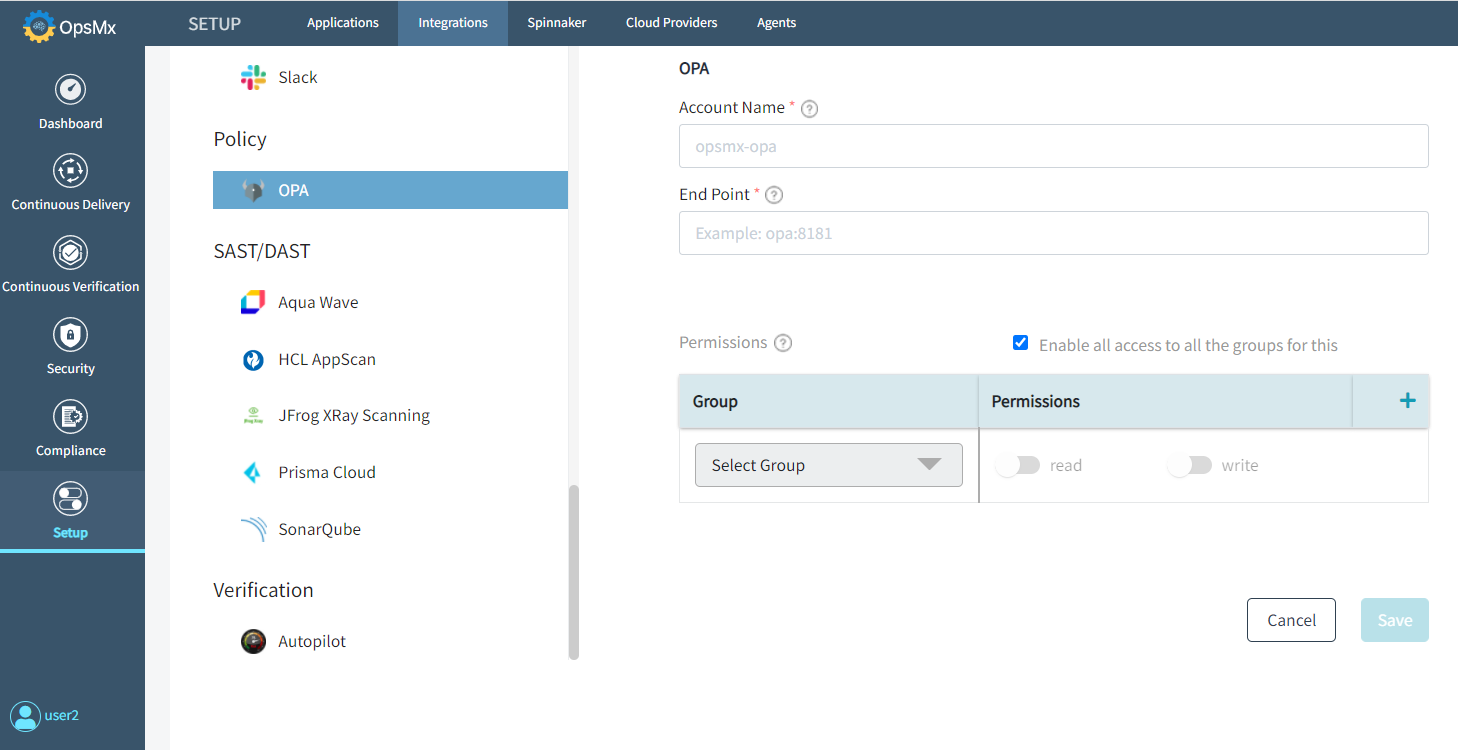 OpsMx
SETUP
Applications
Integrations
Spinnaker
Cloud Providers
Agents
Dashboard
Continuous Delivery
Continuous Verification
Security
Compliance
Setup
user2
Slack
Policy
OPA
SAST/DAST
Aqua Wave
HCL AppScan
JFrog XRay Scanning
Prisma Cloud
SonarQube
Verification
Autopilot
OPA
Account Name * ?
opsmx-opa
End Point * ?
Example: opa:8181
Permissions ?
Enable all access to all the groups for this
Group
Permissions
+
Select Group
read
write
Cancel
Save